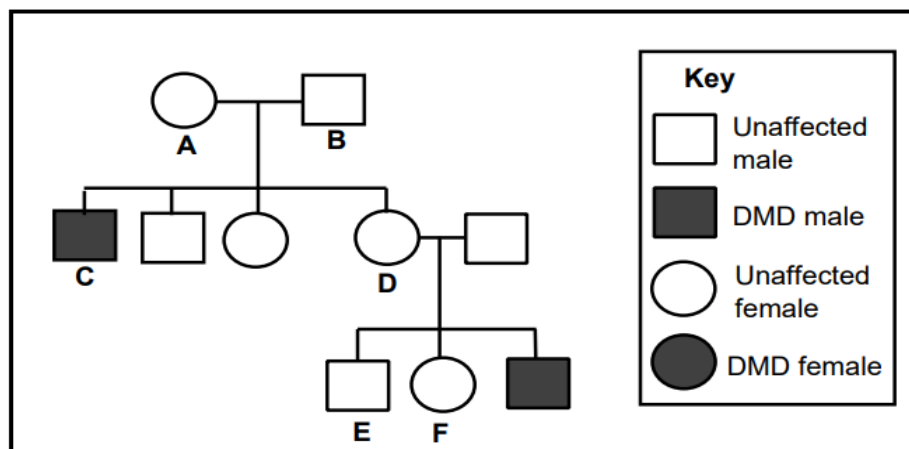 Key
A
B
Unaffected
male
DMD male
C
D
Unaffected
female
E
F
DMD female